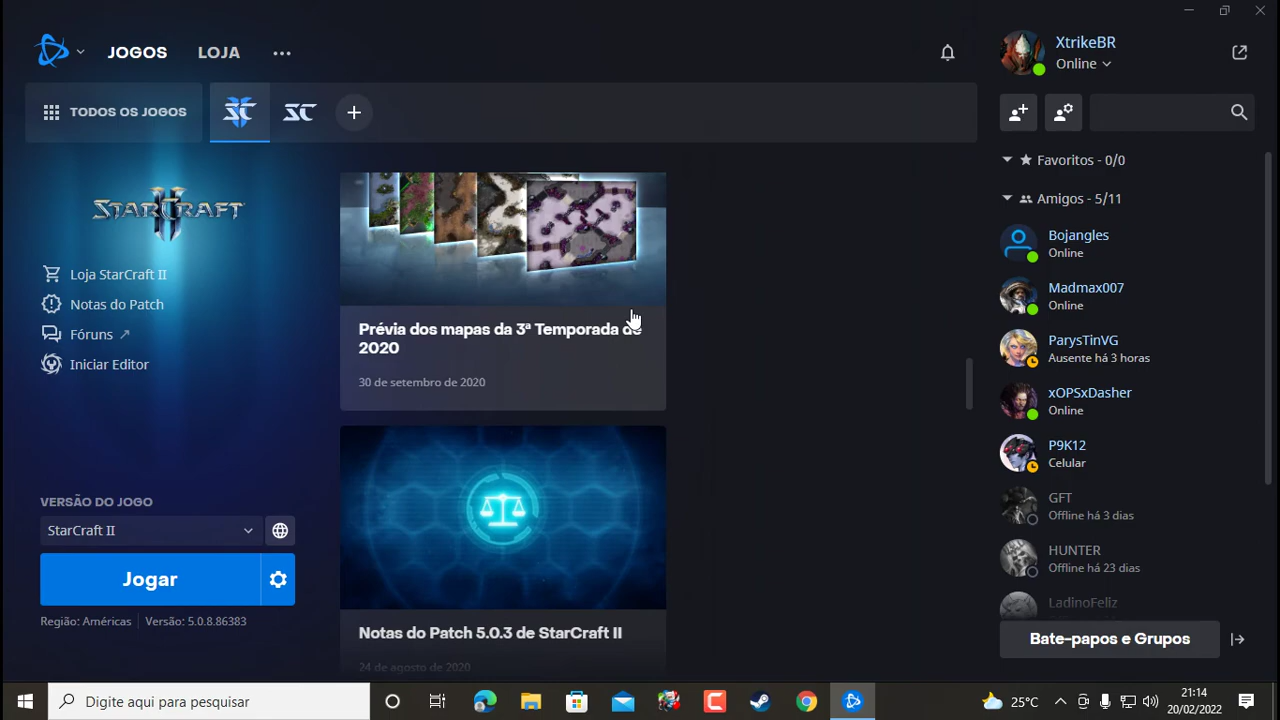 JOGOS
LOJA
TODOS OS JOGOS
SC
SC
STARCRAFT
II
Loja StarCraft II
Notas do Patch
Fóruns
Iniciar Editor
VERSÃO DO JOGO
StarCraft II
Jogar
Região: Américas
Versão: 5.0.8.86383
Prévia dos mapas da 3ª Temporada de
2020
30 de setembro de 2020
Notas do Patch 5.0.3 de StarCraft II
24 de agosto de 2020
XtrikeBR
Online
Favoritos - 0/0
Amigos - 5/11
Bojangles
Online
Madmax007
Online
ParysTinVG
Ausente há 3 horas
xOPSxDasher
Online
P9K12
Celular
GFT
Offline há 3 dias
HUNTER
Offline há 23 dias
LadinoFeliz
Bate-papos e Grupos
Digite aqui para pesquisar
25°C
21:14
20/02/2022